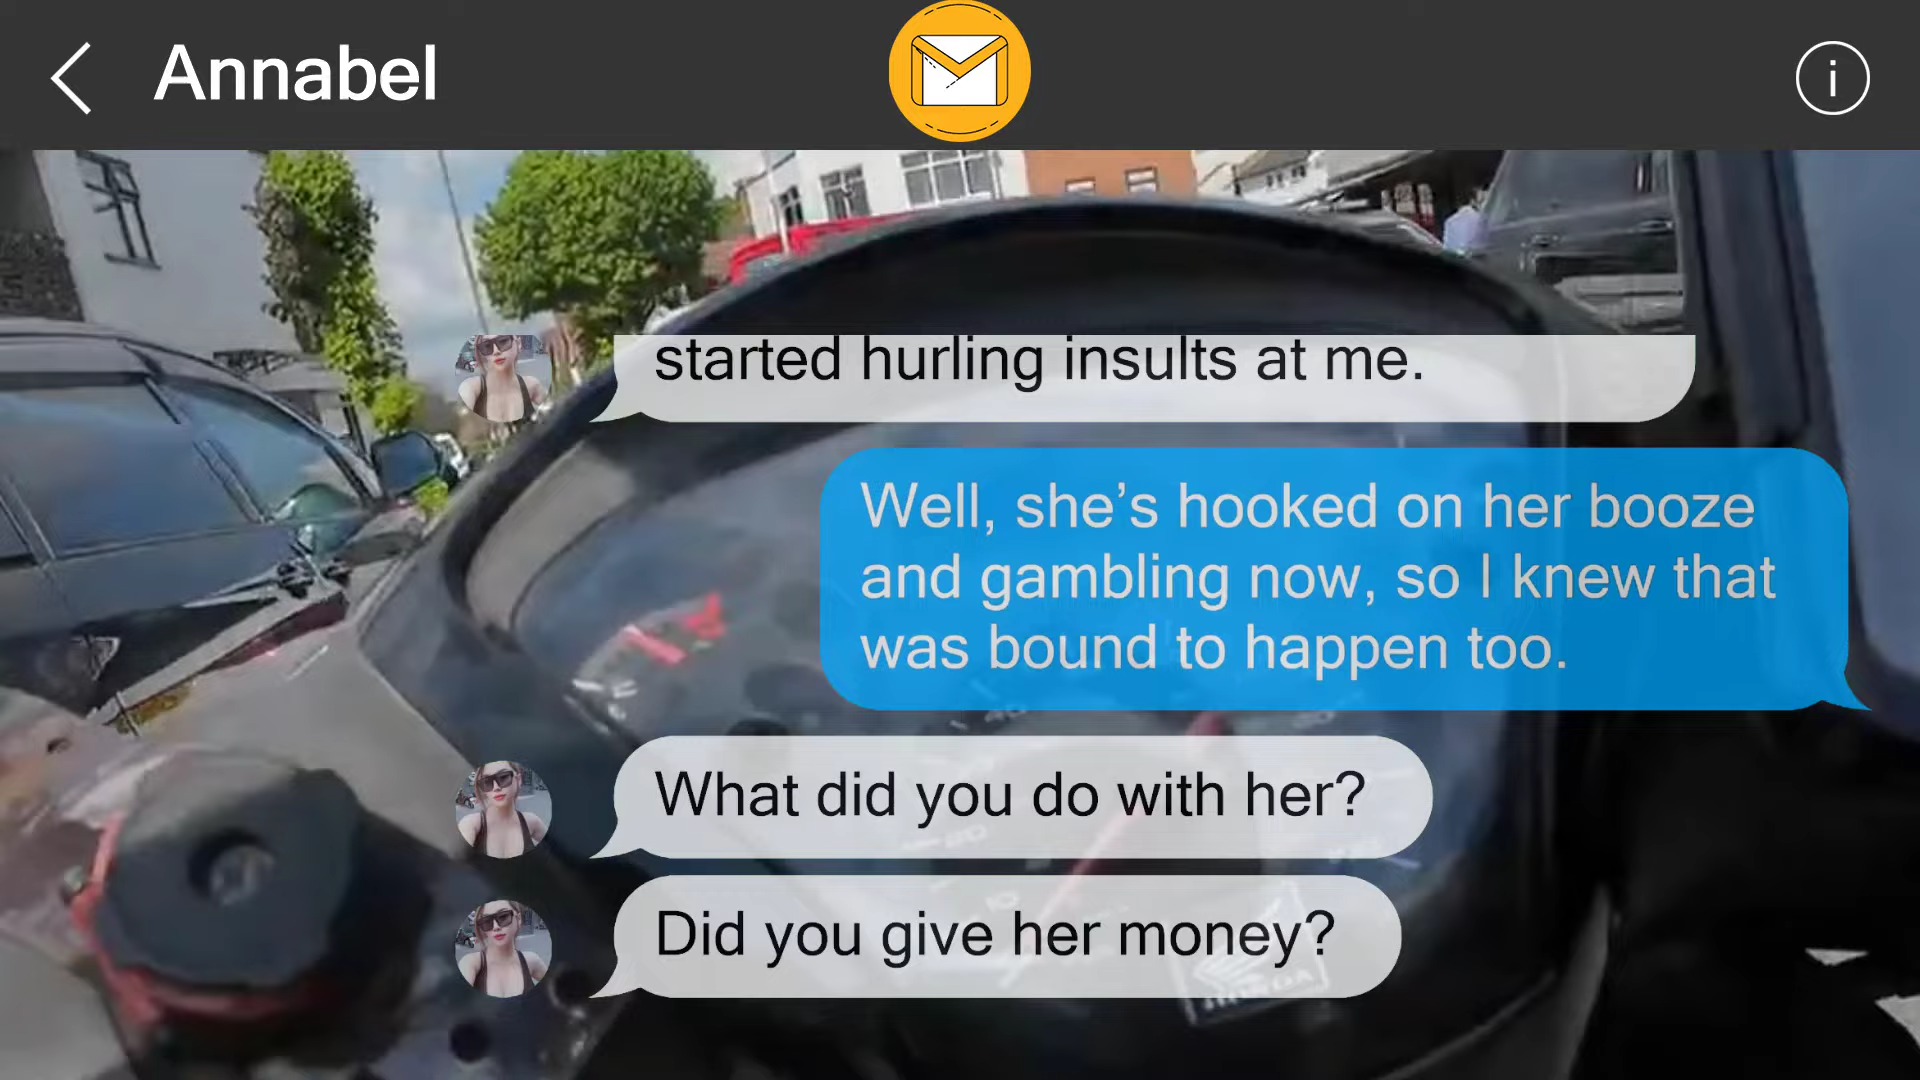 Annabel
started hurling insults at me.
Well, she’s hooked on her booze
and gambling now, so I knew that
was bound to happen too.
What did you do with her?
Did you give her money?
HONDA